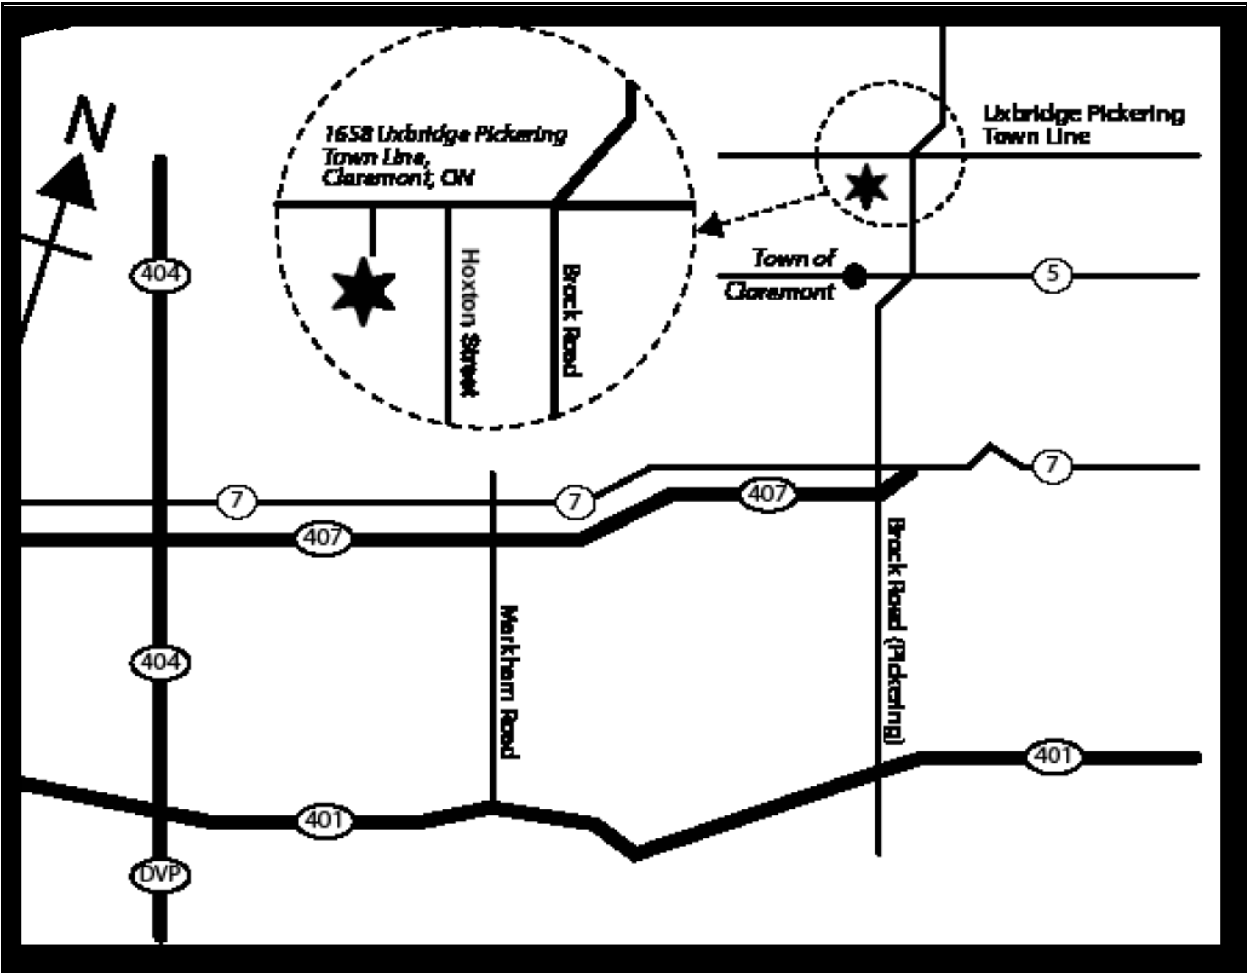 N
1658 Uxbridge Pickering
Town Line,
Claremont, ON
Uxbridge Pickering
Town Line
404
Hoxton Street
Brock Road
Town of
Claremont
5
7
7
7
407
407
Brock Road (Pickering)
Markham Road
404
401
401
DVP